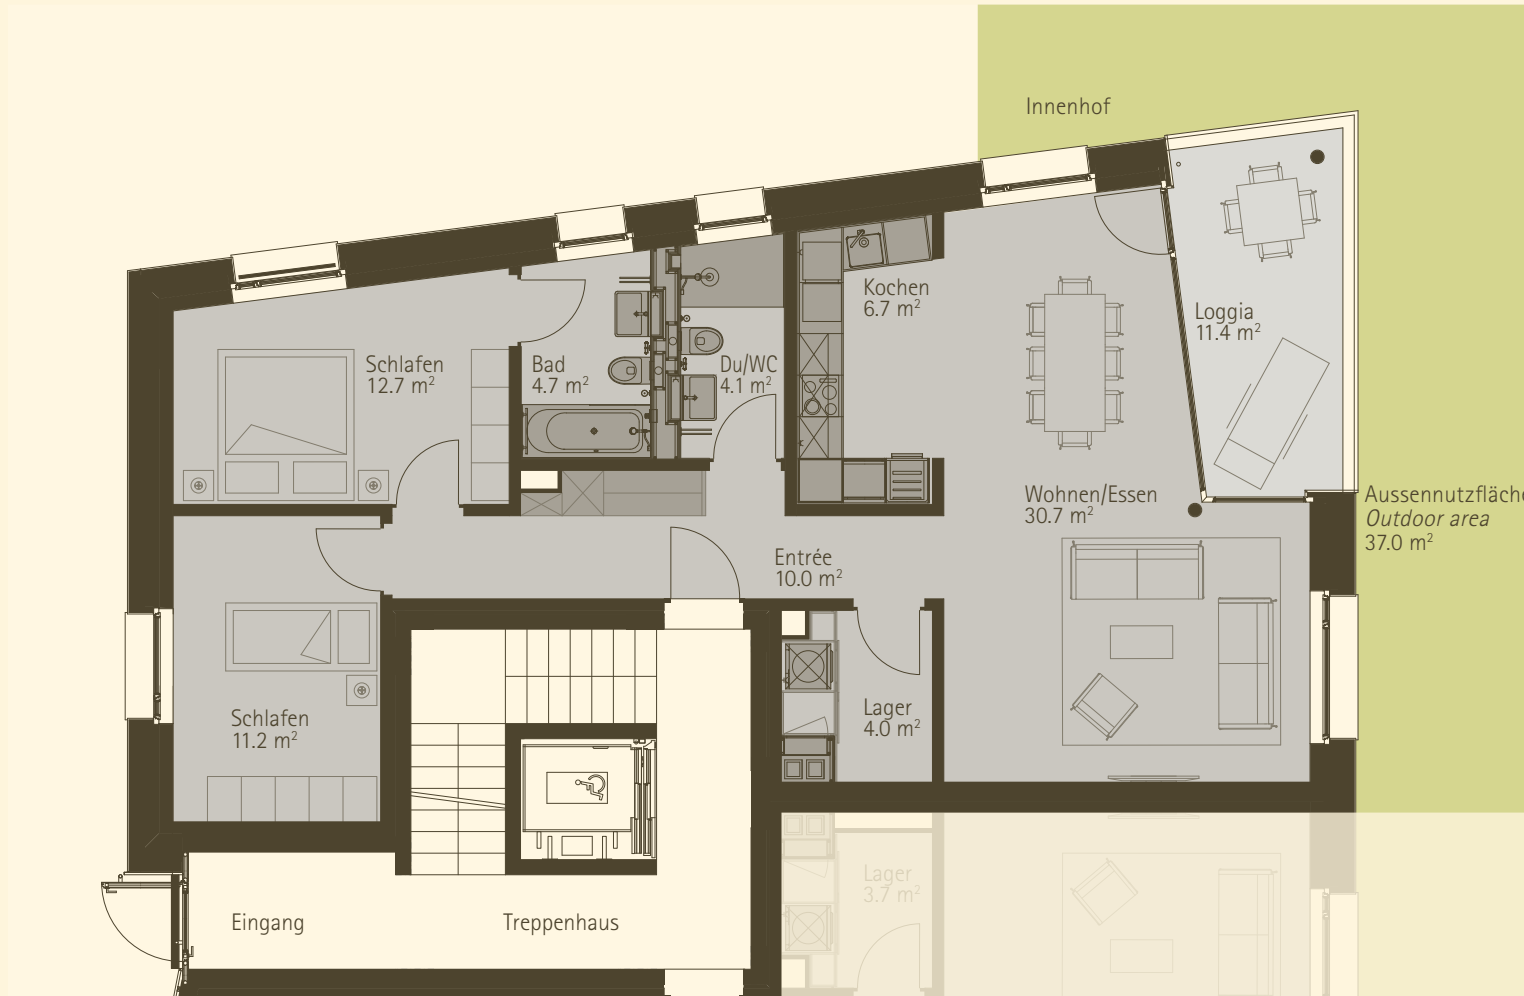 Innenhof
Kochen
6.7 m²
Loggia
11.4 m²
Schlafen
12.7 m²
Bad
4.7 m²
Du/WC
4.1 m²
Wohnen/Essen
30.7 m²
Aussennutzfläche
Outdoor area
37.0 m²
Entrée
10.0 m²
Schlafen
11.2 m²
Lager
4.0 m²
Lager
3.7 m²
Eingang
Treppenhaus